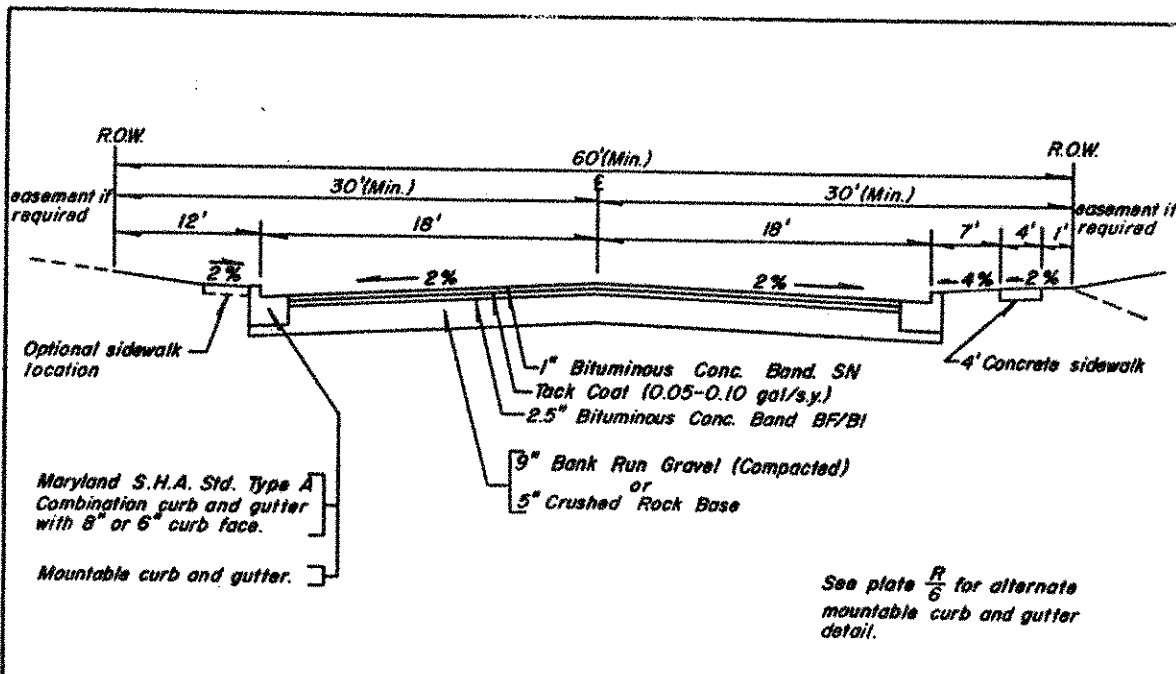 R.O.W.
R.O.W.
60'(Min.)
℄
30'(Min.)
30'(Min.)
easement if
required
easement if
required
12'
18'
18'
7'
4'
1'
2%
2%
2%
4%
2%
Optional sidewalk
location
4' Concrete sidewalk
1" Bituminous Conc. Band. SN
Tack Coat (0.05-0.10 gal/s.y.)
2.5" Bituminous Conc. Band BF/BI
9" Bank Run Gravel (Compacted)
or
5" Crushed Rock Base
Maryland S.H.A. Std. Type A
Combination curb and gutter
with 8" or 6" curb face.
Mountable curb and gutter.
See plate R/6 for alternate
mountable curb and gutter
detail.